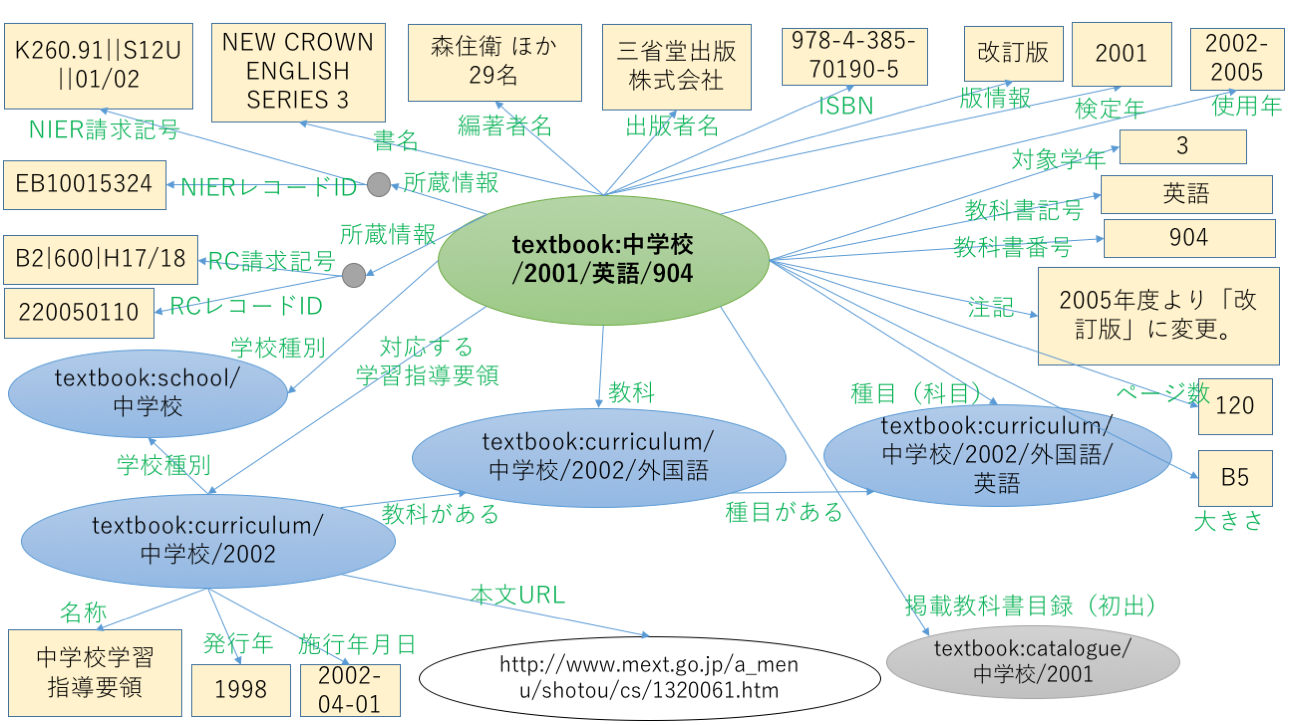 K260.91||S12U
||01/02
NEW CROWN
ENGLISH
SERIES 3
森住衛 ほか
29名
三省堂出版
株式会社
978-4-385-
70190-5
改訂版
2001
2002-
2005
NIER請求記号
書名
編著者名
出版者名
ISBN
版情報
検定年
使用年
EB10015324
NIERレコードID
所蔵情報
対象学年
3
教科書記号
英語
教科書番号
904
B2|600|H17/18
RC請求記号
所蔵情報
220050110
RCレコードID
textbook:中学校
/2001/英語/904
注記
2005年度より「改
訂版」に変更。
学校種別
対応する
学習指導要領
教科
種目（科目）
ページ数
120
textbook:school/
中学校
textbook:curriculum/
中学校/2002/外国語
textbook:curriculum/
中学校/2002/外国語/
英語
B5
大きさ
学校種別
教科がある
種目がある
textbook:curriculum/
中学校/2002
名称
発行年
施行年月日
本文URL
掲載教科書目録（初出）
中学校学習
指導要領
1998
2002-
04-01
http://www.mext.go.jp/a_men
u/shotou/cs/1320061.htm
textbook:catalogue/
中学校/2001